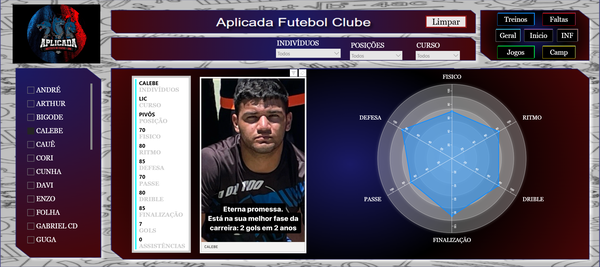 APLICADA
Aplicada Futebol Clube
Limpar
INDIVÍDUOS
Todos
POSIÇÕES
Todos
CURSO
Todos
Treinos
Faltas
Geral
Inicio
INF
Jogos
Camp
ANDRÉ
ARTHUR
BIGODE
CALEBE
CAUÊ
CORI
CUNHA
DAVI
ENZO
FOLHA
GABRIEL CD
GUGA
CALEBE
INDIVÍDUOS
LIC
CURSO
PIVÔS
POSIÇÃO
70
FISICO
80
RITMO
85
DEFESA
70
PASSE
80
DRIBLE
85
FINALIZAÇÃO
7
GOLS
0
ASSISTÊNCIAS
Eterna promessa.
Está na sua melhor fase da
carreira: 2 gols em 2 anos
CALEBE
FISICO
RITMO
DRIBLE
FINALIZAÇÃO
PASSE
DEFESA